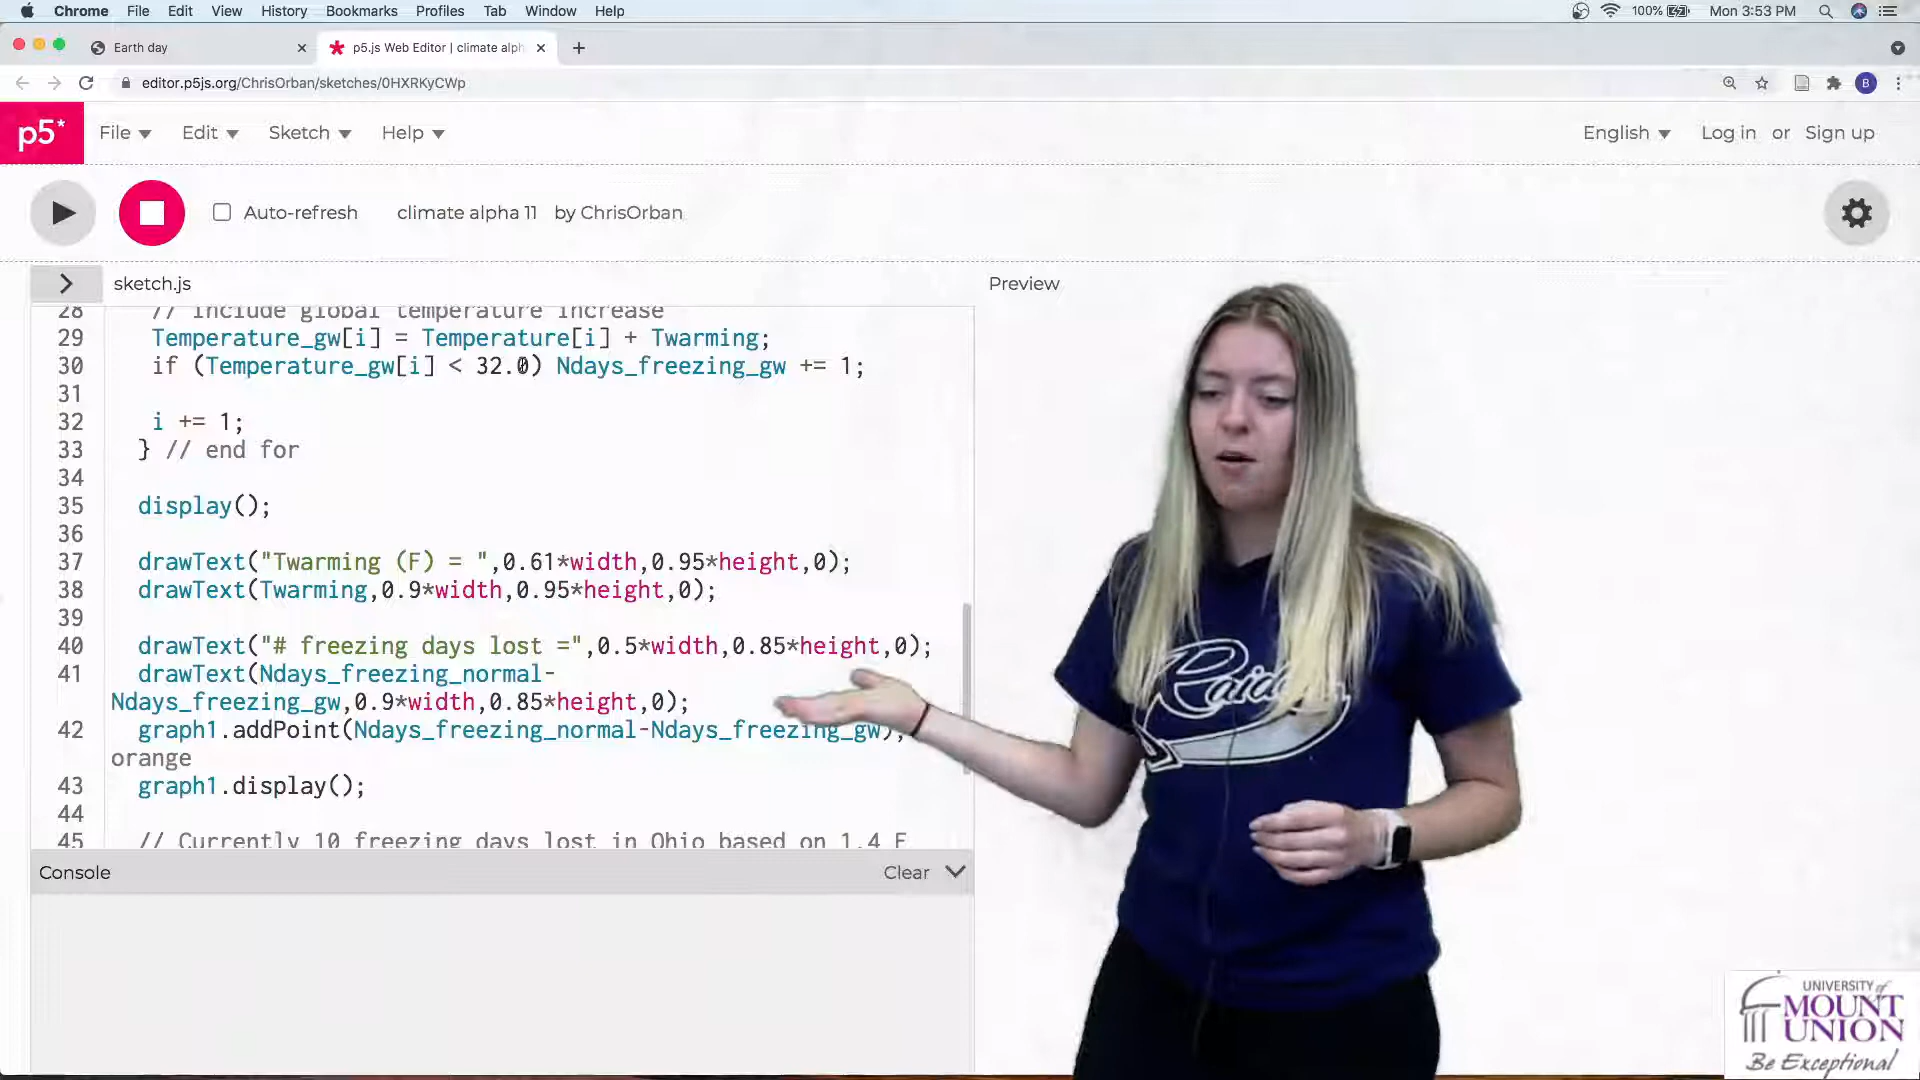 Chrome File Edit View History Bookmarks Profiles Tab Window Help 100% Mon 3:53 PM
Earth day p5.js Web Editor | climate alph
editor.p5js.org/ChrisOrban/sketches/0HXRKyCWp B
p5* File Edit Sketch Help English Log in or Sign up
Auto-refresh climate alpha 11 by ChrisOrban
sketch.js Preview
28 // Include global temperature increase
29 Temperature_gw[i] = Temperature[i] + Twarming;
30 if (Temperature_gw[i] < 32.0) Ndays_freezing_gw += 1;
31
32 i += 1;
33 } // end for
34
35 display();
36
37 drawText("Twarming (F) = ",0.61*width,0.95*height,0);
38 drawText(Twarming,0.9*width,0.95*height,0);
39
40 drawText("# freezing days lost =",0.5*width,0.85*height,0);
41 drawText(Ndays_freezing_normal-
Ndays_freezing_gw,0.9*width,0.85*height,0);
42 graph1.addPoint(Ndays_freezing_normal-Ndays_freezing_gw);
orange
43 graph1.display();
44
45 // Currently 10 freezing days lost in Ohio based on 1.4 F
Console Clear
UNIVERSITY of
MOUNT
UNION
Be Exceptional